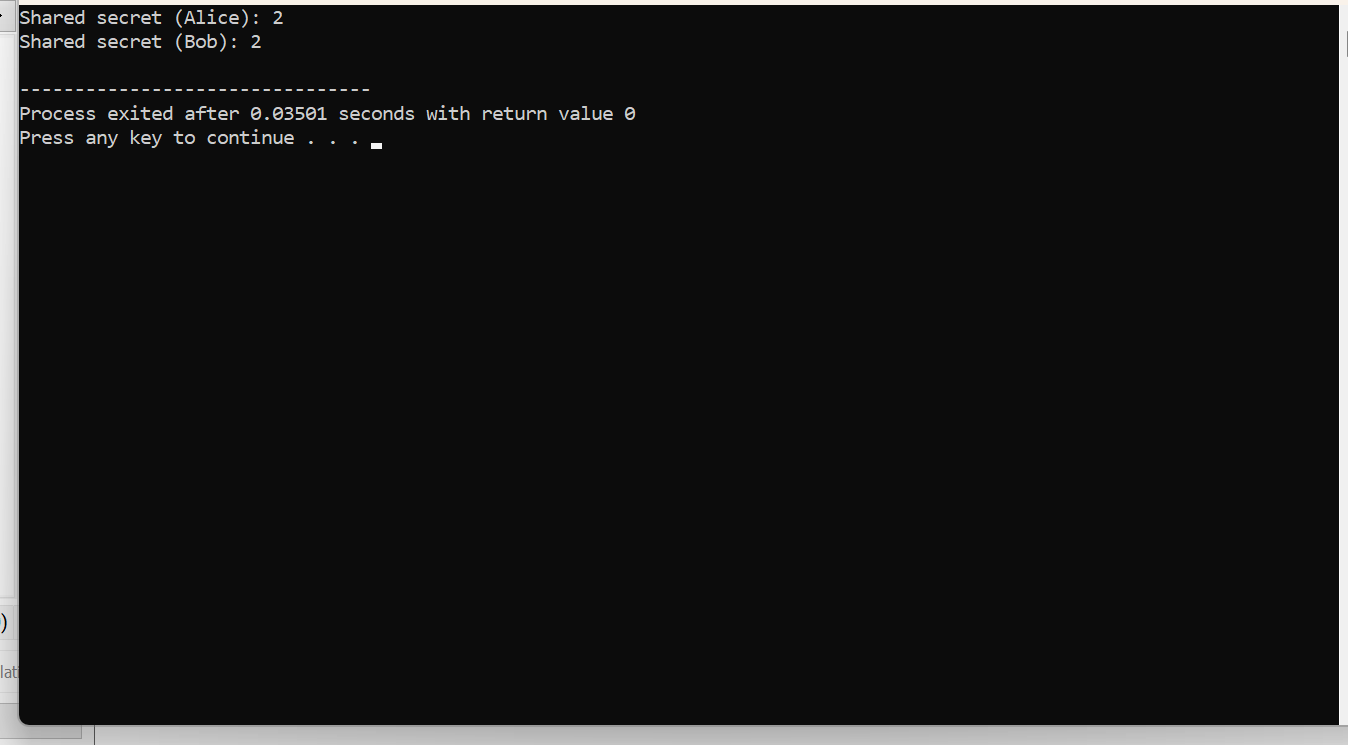 Shared secret (Alice): 2
Shared secret (Bob): 2
--------------------------------
Process exited after 0.03501 seconds with return value 0
Press any key to continue . . .
)